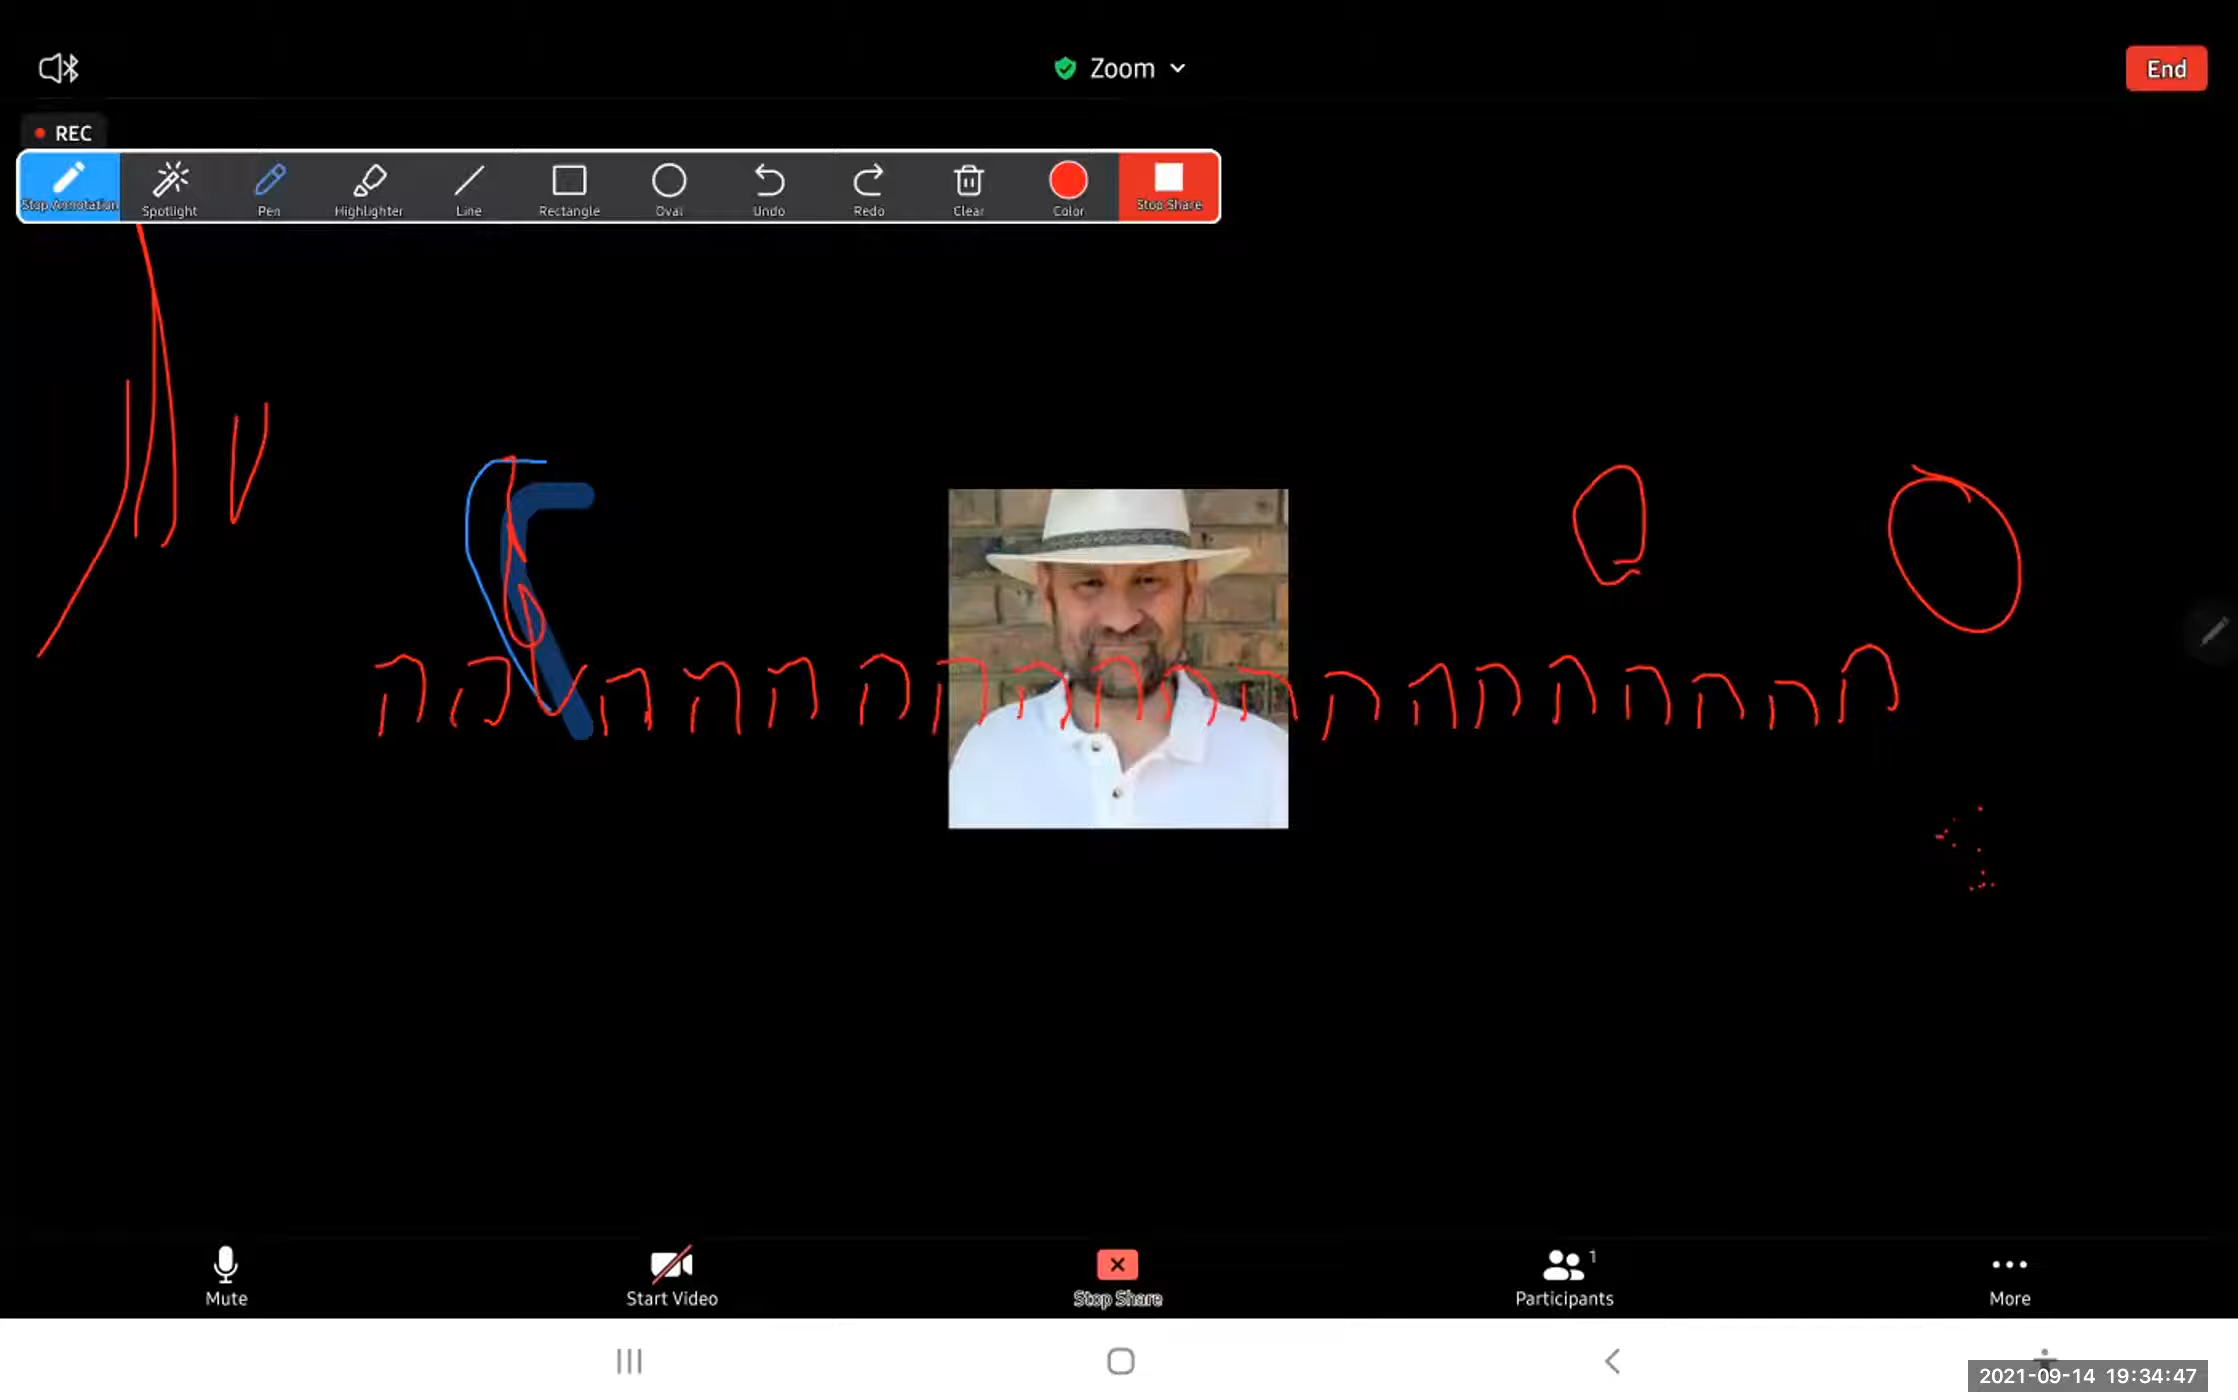 Zoom
End
REC
Stop Annotation Spotlight Pen Highlighter Line Rectangle Oval Undo Redo Clear Color Stop Share
ה ה ה ה ה ה ה ה ה ה ה ה ה ה ה ה ה ה ה
Mute Start Video Stop Share Participants 1 More
2021-09-14 19:34:47